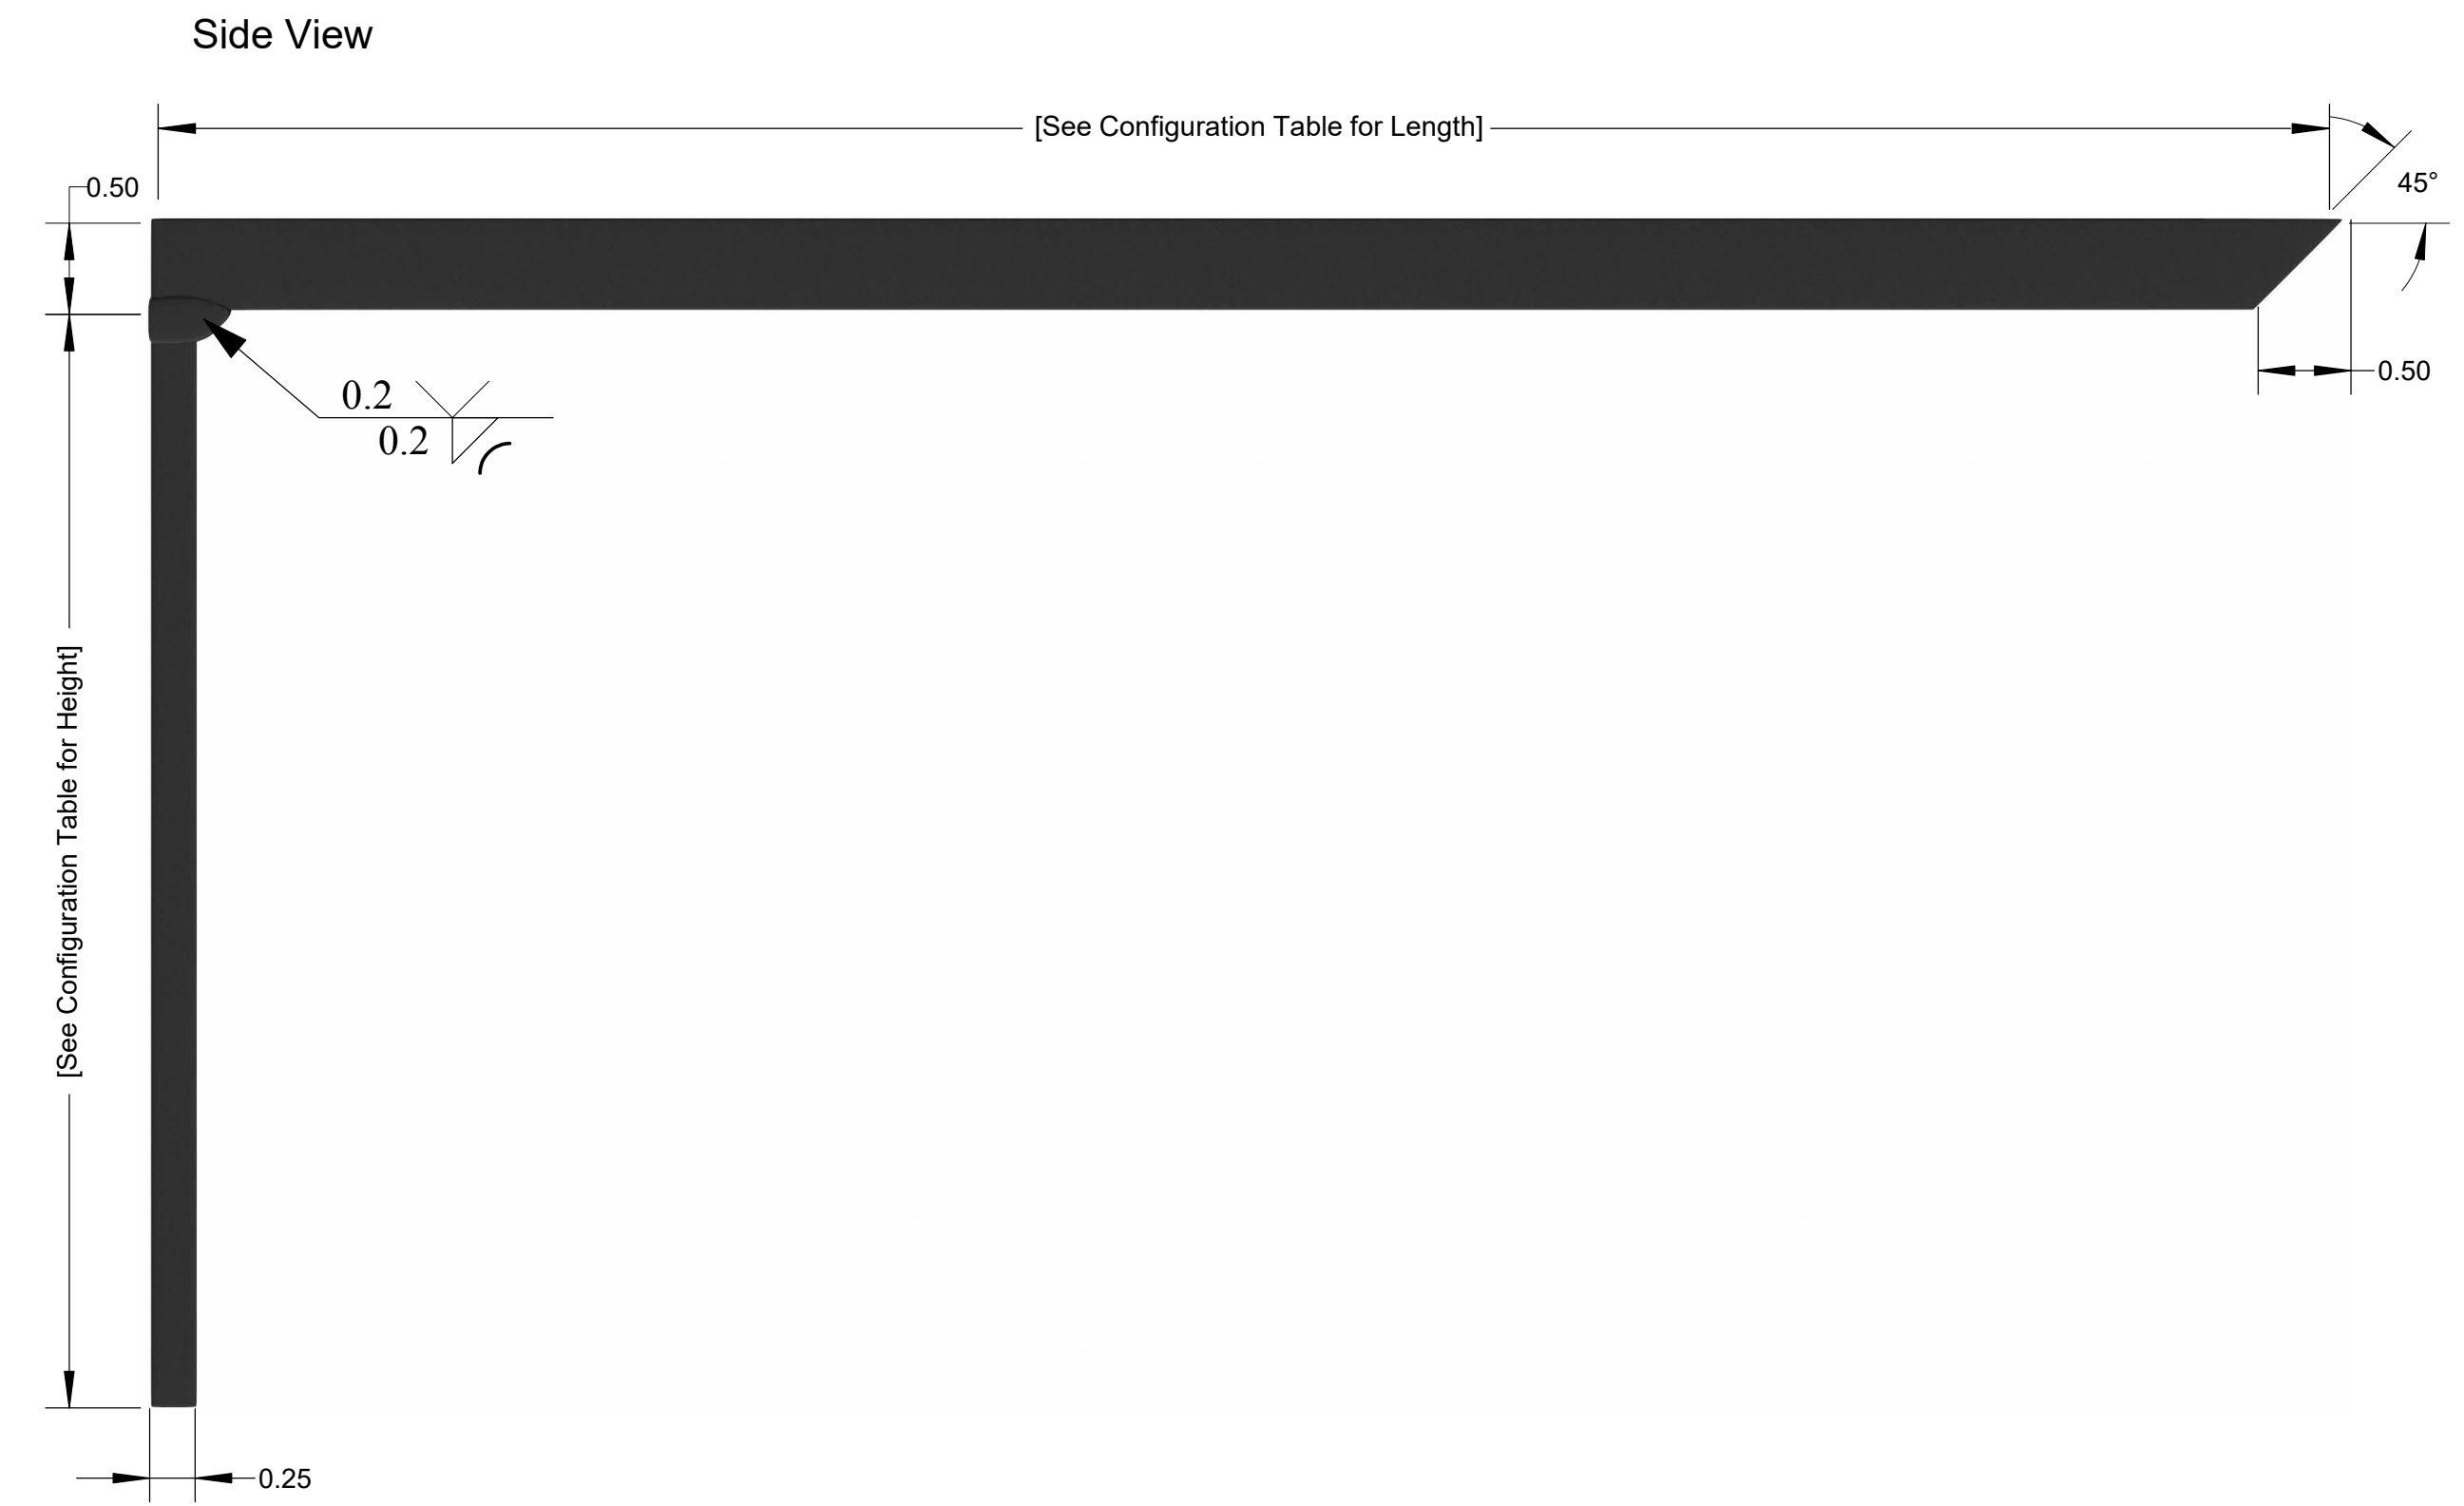 Side View
[See Configuration Table for Length]
0.50
45°
0.50
0.2
0.2
[See Configuration Table for Height]
0.25